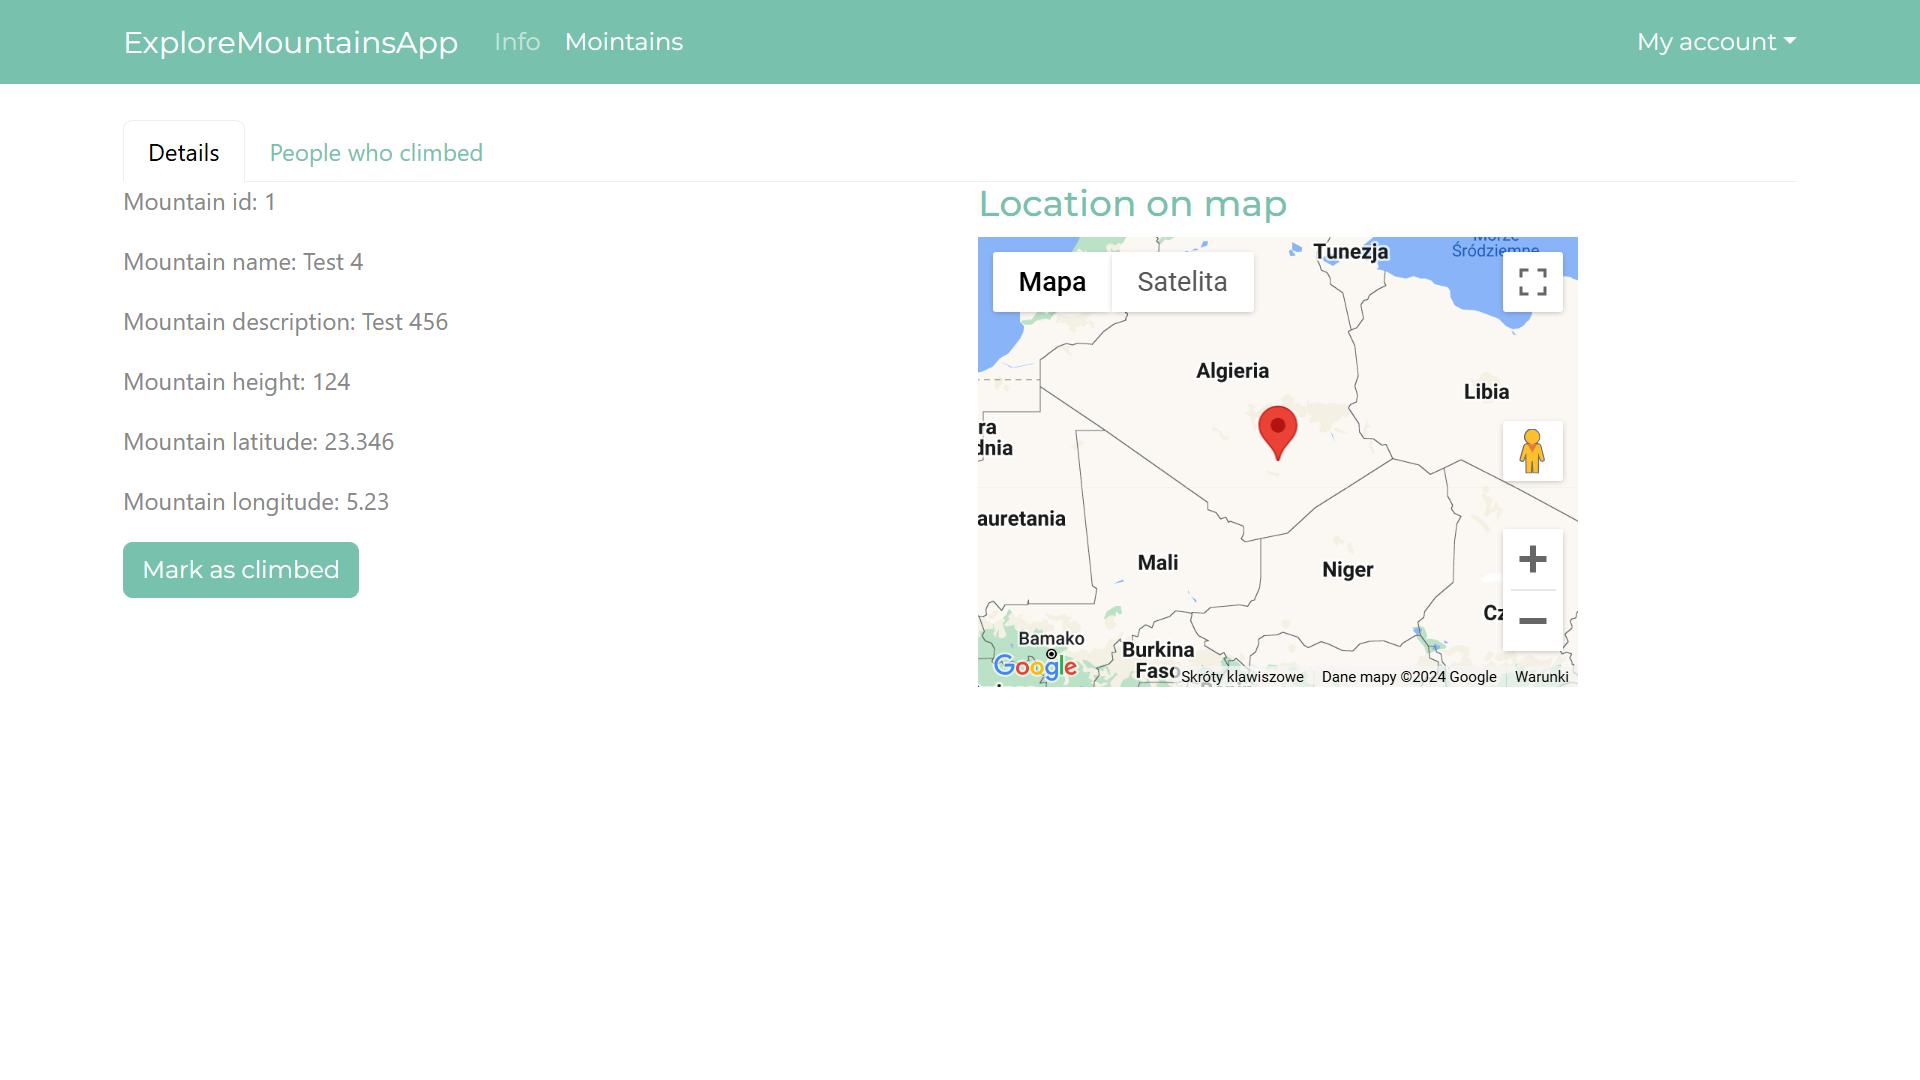 ExploreMountainsApp Info Mointains My account
Details People who climbed
Mountain id: 1
Mountain name: Test 4
Mountain description: Test 456
Mountain height: 124
Mountain latitude: 23.346
Mountain longitude: 5.23
Mark as climbed
Location on map
Tunezja
Morze
Śródziemne
Mapa Satelita
Algieria
Libia
ra
dnia
auretania
Mali
Niger
Cz
Bamako
Burkina
Faso
Google
Skróty klawiszowe Dane mapy ©2024 Google Warunki